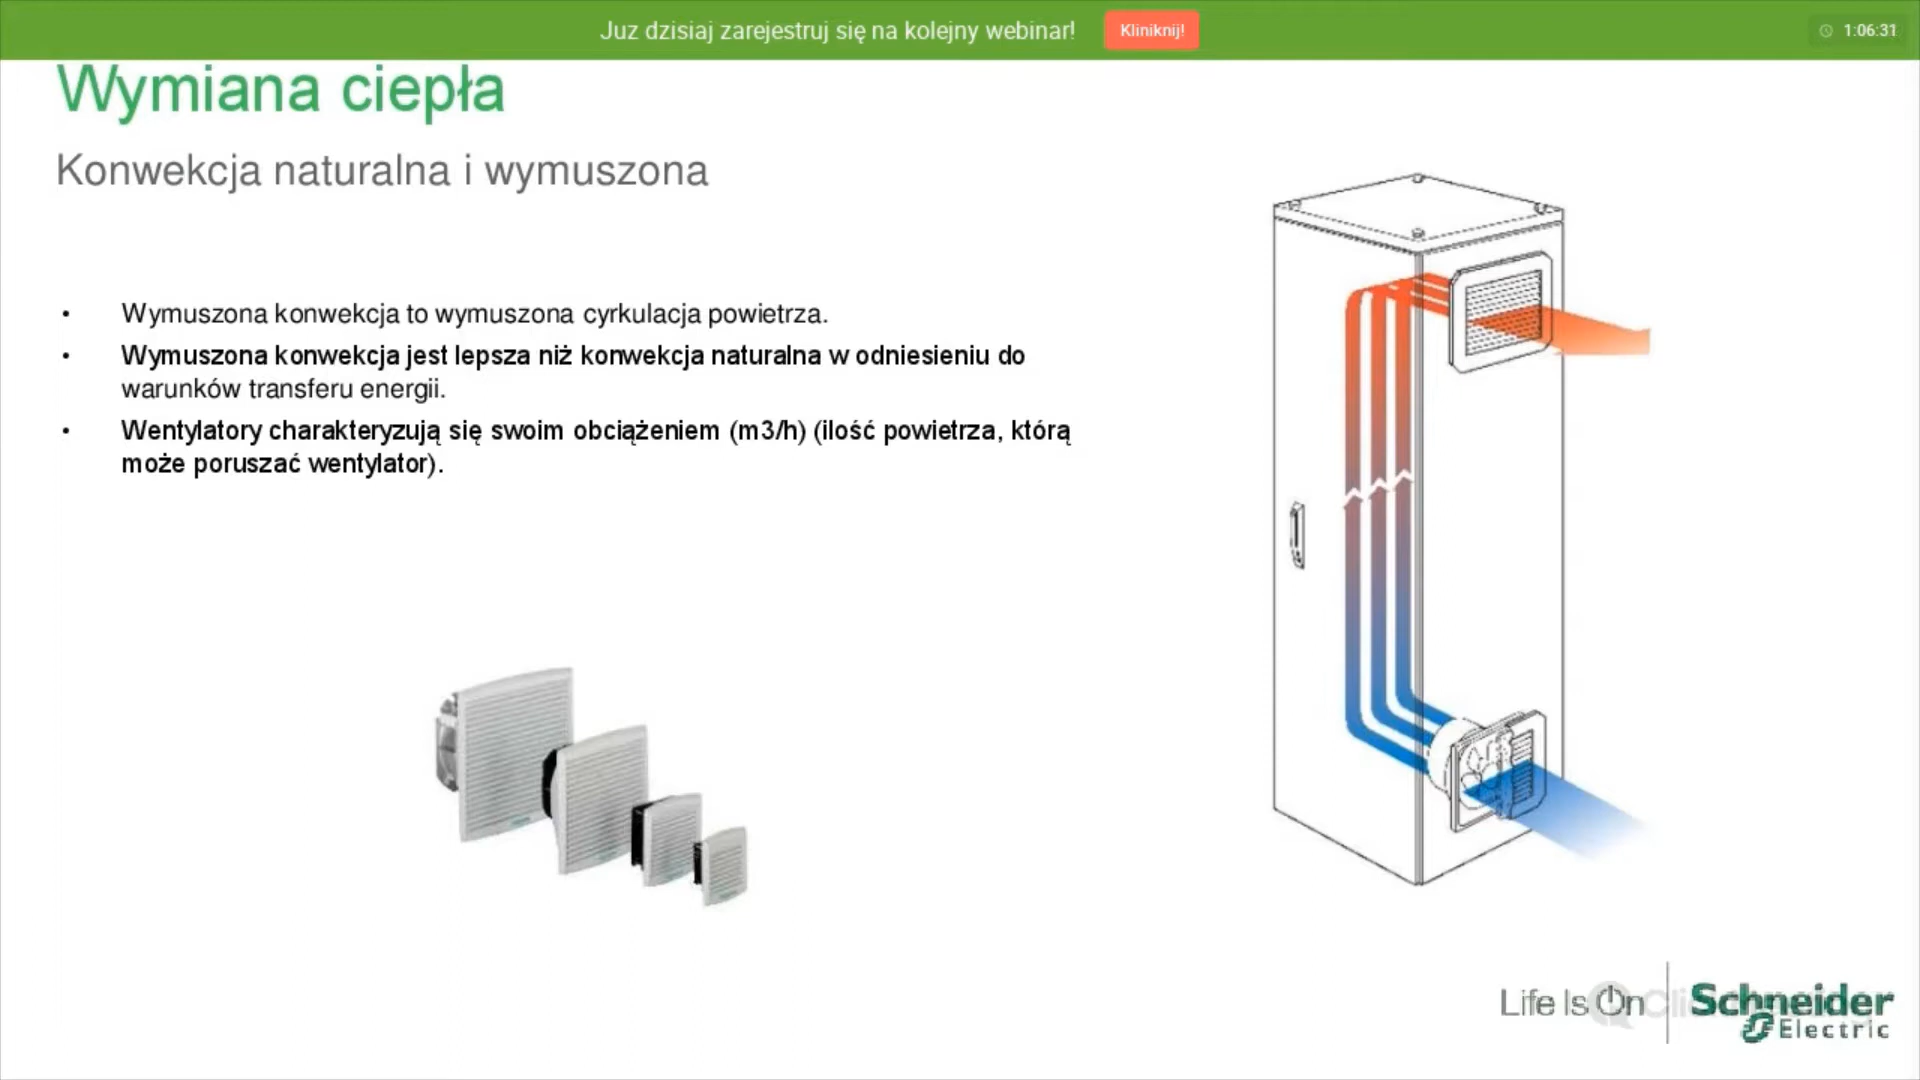 Juz dzisiaj zarejestruj się na kolejny webinar!
Kliniknij!
1:06:31
Wymiana ciepła
Konwekcja naturalna i wymuszona
• Wymuszona konwekcja to wymuszona cyrkulacja powietrza.
• Wymuszona konwekcja jest lepsza niż konwekcja naturalna w odniesieniu do
warunków transferu energii.
• Wentylatory charakteryzują się swoim obciążeniem (m3/h) (ilość powietrza, którą
może poruszać wentylator).
Life Is On
Schneider
Electric